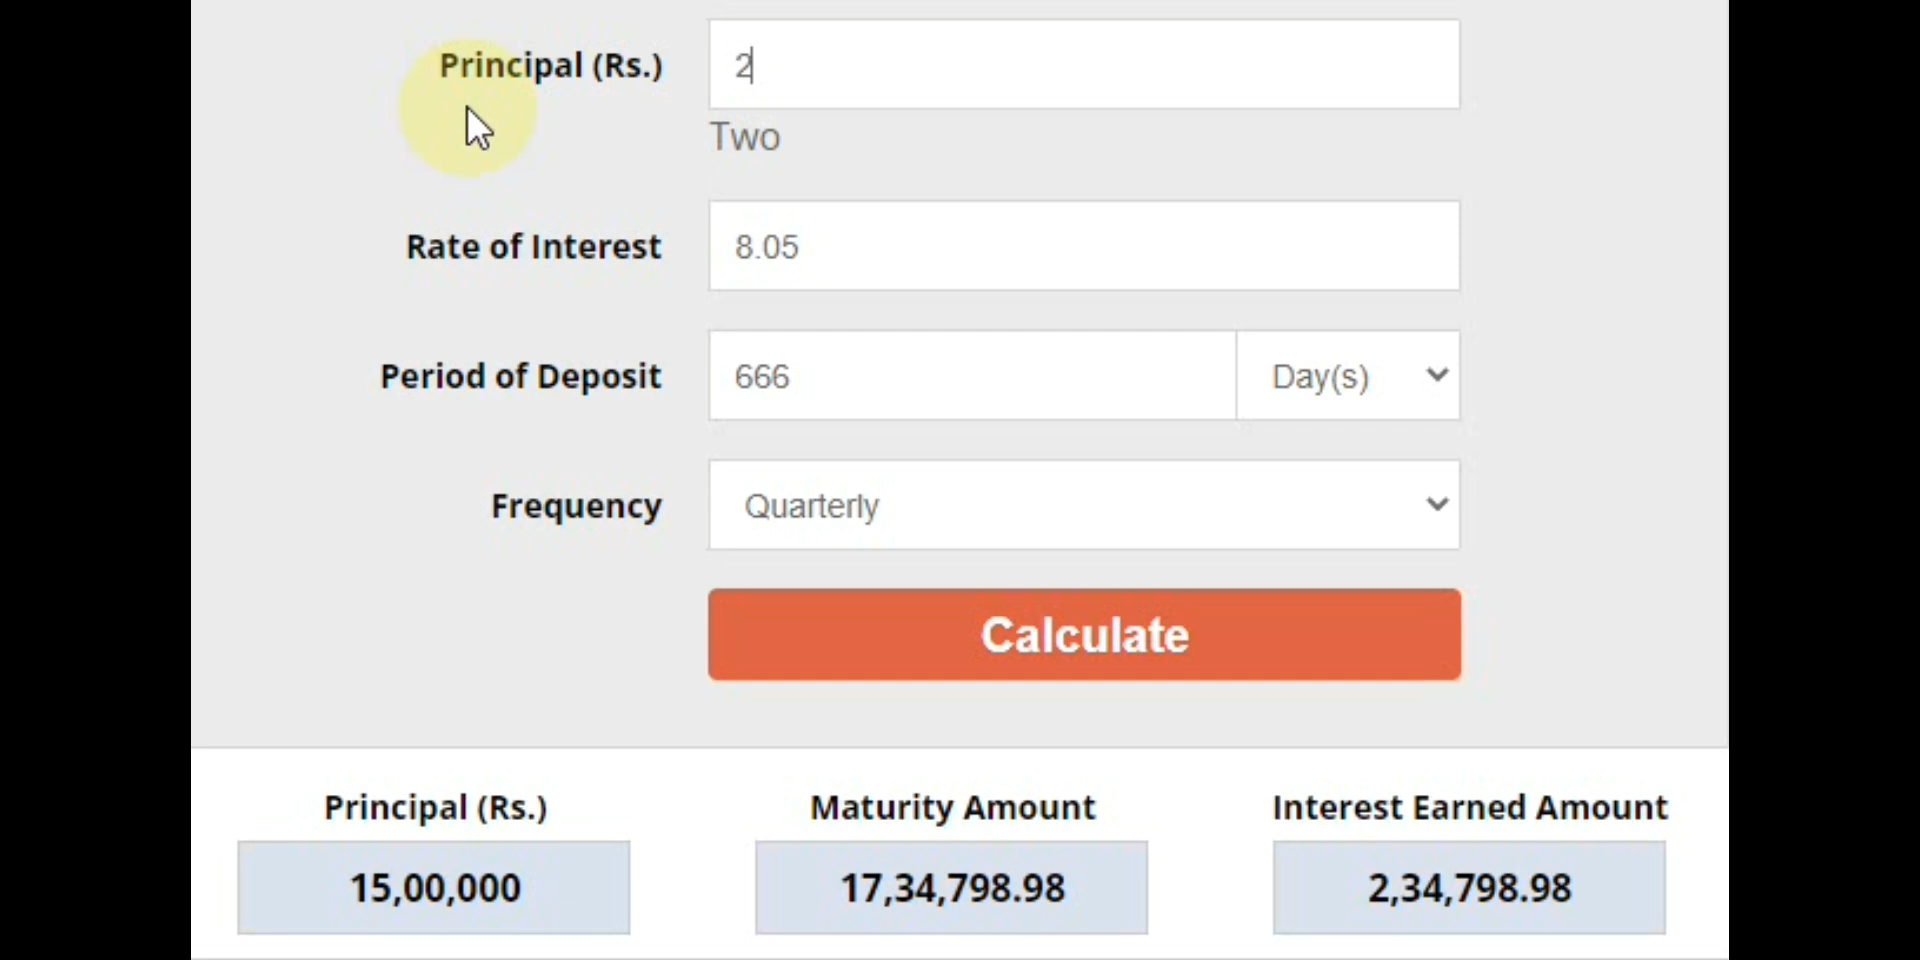 Principal (Rs.) 2
Two
Rate of Interest 8.05
Period of Deposit 666 Day(s)
Frequency Quarterly
Calculate
Principal (Rs.) Maturity Amount Interest Earned Amount
15,00,000 17,34,798.98 2,34,798.98